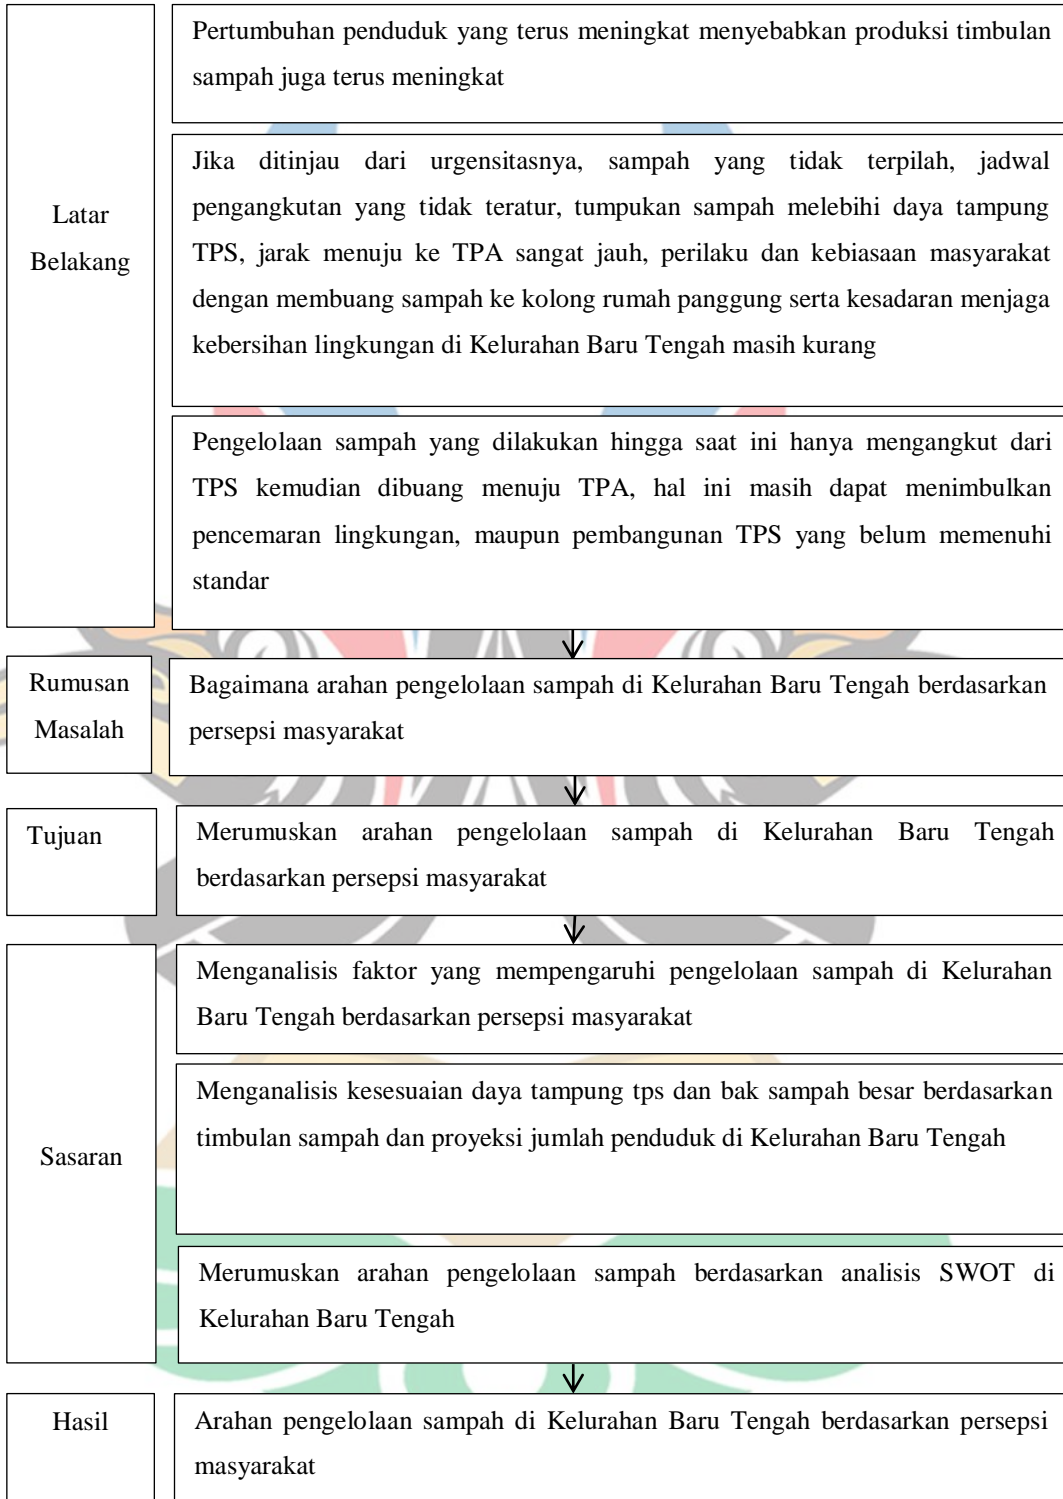 Latar
Belakang
Pertumbuhan penduduk yang terus meningkat menyebabkan produksi timbulan
sampah juga terus meningkat
Jika ditinjau dari urgensitasnya, sampah yang tidak terpilah, jadwal
pengangkutan yang tidak teratur, tumpukan sampah melebihi daya tampung
TPS, jarak menuju ke TPA sangat jauh, perilaku dan kebiasaan masyarakat
dengan membuang sampah ke kolong rumah panggung serta kesadaran menjaga
kebersihan lingkungan di Kelurahan Baru Tengah masih kurang
Pengelolaan sampah yang dilakukan hingga saat ini hanya mengangkut dari
TPS kemudian dibuang menuju TPA, hal ini masih dapat menimbulkan
pencemaran lingkungan, maupun pembangunan TPS yang belum memenuhi
standar
Rumusan
Masalah
Bagaimana arahan pengelolaan sampah di Kelurahan Baru Tengah berdasarkan
persepsi masyarakat
Tujuan
Merumuskan arahan pengelolaan sampah di Kelurahan Baru Tengah
berdasarkan persepsi masyarakat
Sasaran
Menganalisis faktor yang mempengaruhi pengelolaan sampah di Kelurahan
Baru Tengah berdasarkan persepsi masyarakat
Menganalisis kesesuaian daya tampung tps dan bak sampah besar berdasarkan
timbulan sampah dan proyeksi jumlah penduduk di Kelurahan Baru Tengah
Merumuskan arahan pengelolaan sampah berdasarkan analisis SWOT di
Kelurahan Baru Tengah
Hasil
Arahan pengelolaan sampah di Kelurahan Baru Tengah berdasarkan persepsi
masyarakat